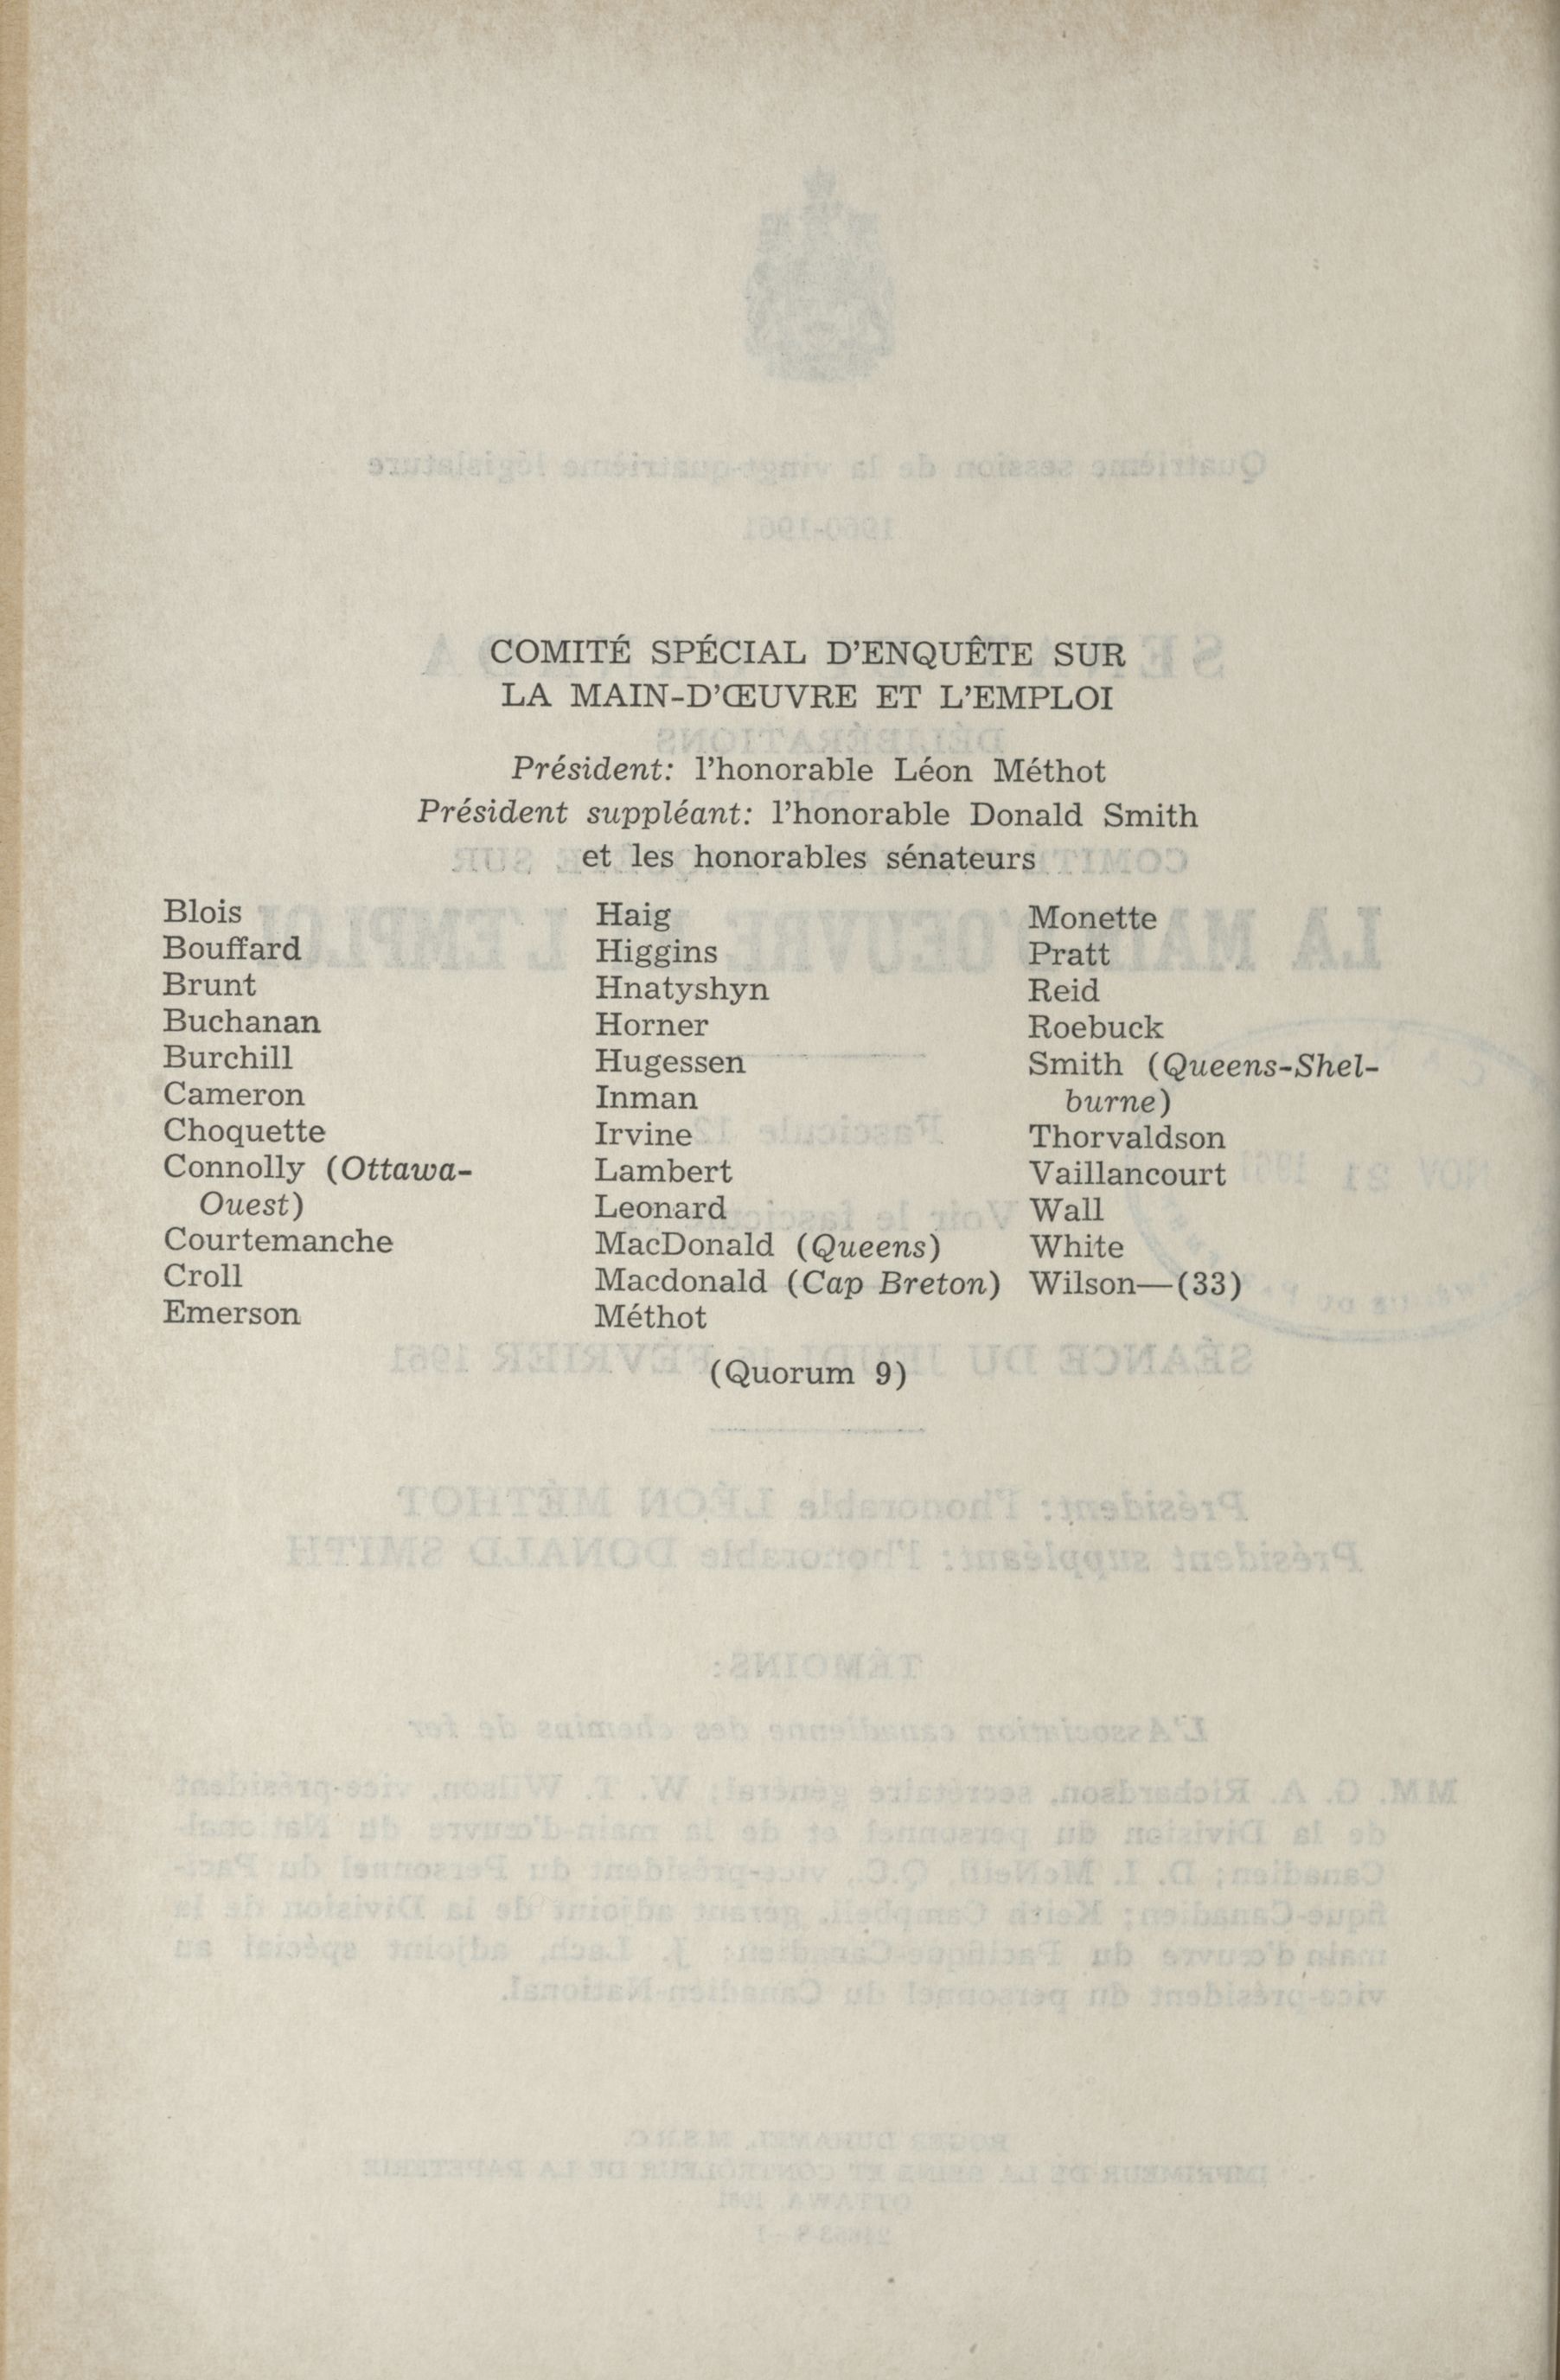 COMITÉ SPÉCIAL D'ENQUÊTE SUR
LA MAIN-D'ŒUVRE ET L'EMPLOI
Président: l'honorable Léon Méthot
Président suppléant: l'honorable Donald Smith
et les honorables sénateurs
Blois
Bouffard
Brunt
Buchanan
Burchill
Cameron
Choquette
Connolly (Ottawa-
Ouest)
Courtemanche
Croll
Emerson
Haig
Higgins
Hnatyshyn
Horner
Hugessen
Inman
Irvine
Lambert
Leonard
MacDonald (Queens)
Macdonald (Cap Breton)
Méthot
Monette
Pratt
Reid
Roebuck
Smith (Queens-Shel-
burne)
Thorvaldson
Vaillancourt
Wall
White
Wilson—(33)
(Quorum 9)